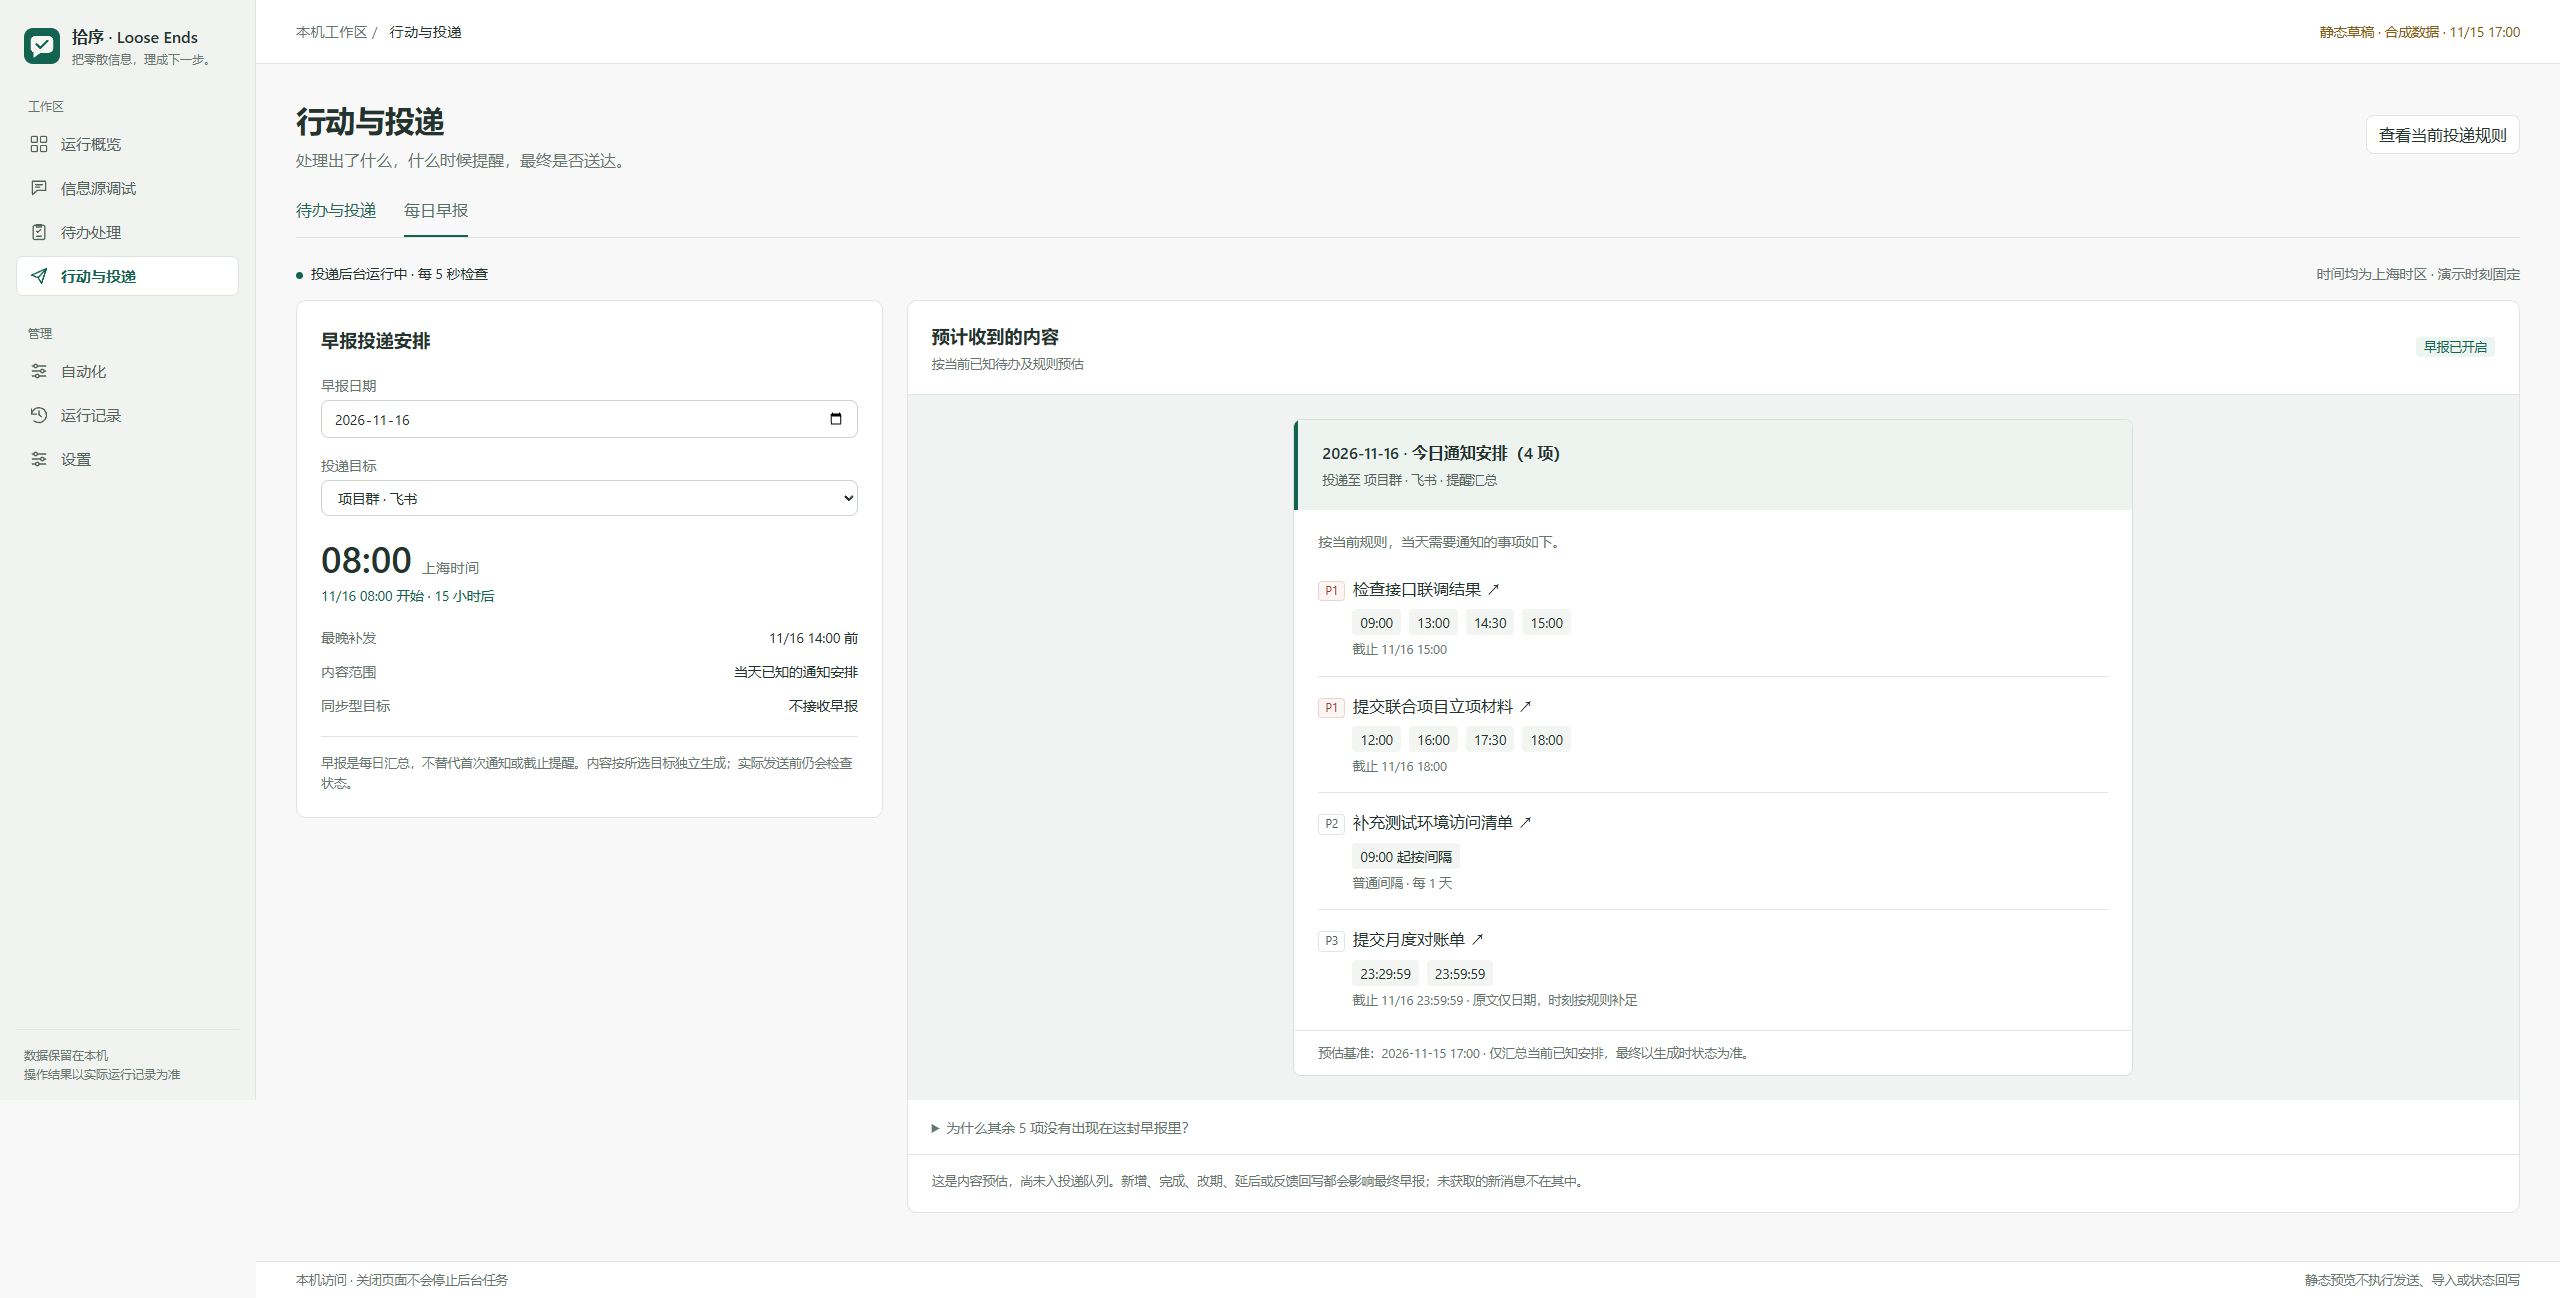 拾序 · Loose Ends
把零散信息，理成下一步。
工作区
运行概览
信息源调试
待办处理
行动与投递
管理
自动化
运行记录
设置
数据保留在本机
操作结果以实际运行记录为准
本机工作区 / 行动与投递
静态草稿 · 合成数据 · 11/15 17:00
行动与投递
处理出了什么，什么时候提醒，最终是否送达。
查看当前投递规则
待办与投递 每日早报
投递后台运行中 · 每 5 秒检查
时间均为上海时区 · 演示时刻固定
早报投递安排
早报日期
2026-11-16
投递目标
项目群 · 飞书
08:00 上海时间
11/16 08:00 开始 · 15 小时后
最晚补发 11/16 14:00 前
内容范围 当天已知的通知安排
同步型目标 不接收早报
早报是每日汇总，不替代首次通知或截止提醒。内容按所选目标独立生成；实际发送前仍会检查
状态。
预计收到的内容
按当前已知待办及规则预估
早报已开启
2026-11-16 · 今日通知安排（4 项）
投递至 项目群 · 飞书 · 提醒汇总
按当前规则，当天需要通知的事项如下。
P1 检查接口联调结果 ↗
09:00 13:00 14:30 15:00
截止 11/16 15:00
P1 提交联合项目立项材料 ↗
12:00 16:00 17:30 18:00
截止 11/16 18:00
P2 补充测试环境访问清单 ↗
09:00 起按间隔
普通间隔 · 每 1 天
P3 提交月度对账单 ↗
23:29:59 23:59:59
截止 11/16 23:59:59 · 原文仅日期，时刻按规则补足
预估基准：2026-11-15 17:00 · 仅汇总当前已知安排，最终以生成时状态为准。
▶ 为什么其余 5 项没有出现在这封早报里？
这是内容预估，尚未入投递队列。新增、完成、改期、延后或反馈回写都会影响最终早报；未获取的新消息不在其中。
本机访问 · 关闭页面不会停止后台任务
静态预览不执行发送、导入或状态回写